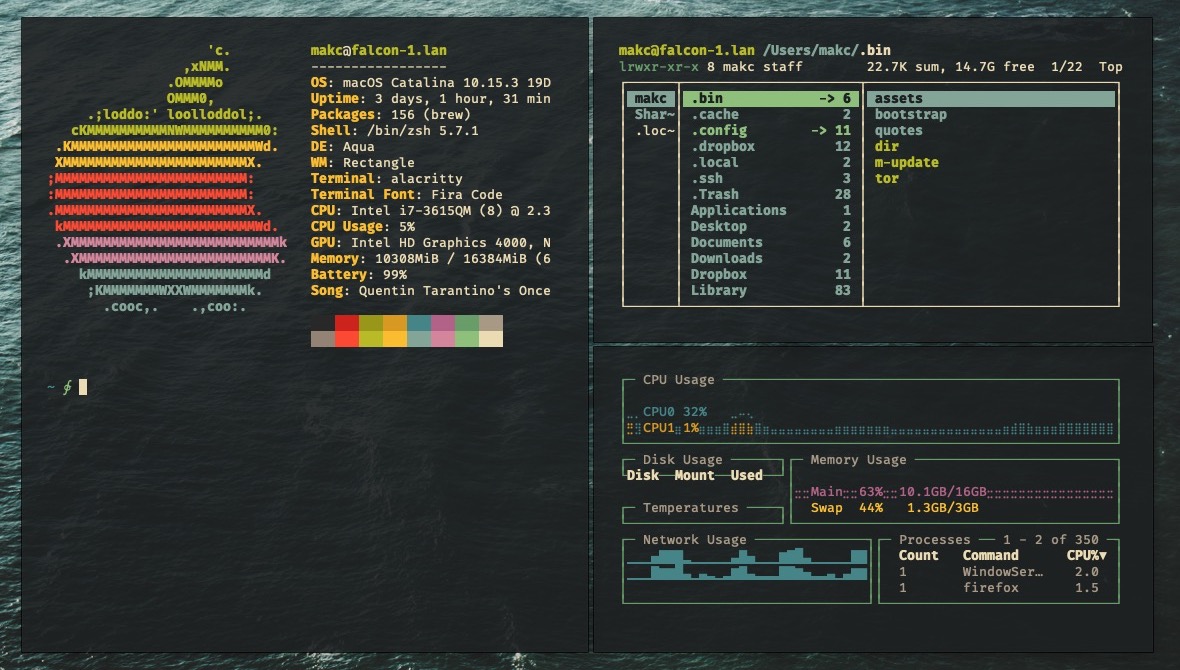 'c.
,xNMM.
.OMMMMo
OMMM0,
.;loddo:' loolloddol;.
cKMMMMMMMMMMNWMMMMMMMMMM0:
.KMMMMMMMMMMMMMMMMMMMMMMMWd.
XMMMMMMMMMMMMMMMMMMMMMMMX.
;MMMMMMMMMMMMMMMMMMMMMMMM:
:MMMMMMMMMMMMMMMMMMMMMMMM:
.MMMMMMMMMMMMMMMMMMMMMMMMX.
kMMMMMMMMMMMMMMMMMMMMMMMMWd.
.XMMMMMMMMMMMMMMMMMMMMMMMMMMk
.XMMMMMMMMMMMMMMMMMMMMMMMMK.
kMMMMMMMMMMMMMMMMMMMMMMd
;KMMMMMMMWXXWMMMMMMMk.
.cooc,.    .,coo:.
makc@falcon-1.lan
-----------------
OS: macOS Catalina 10.15.3 19D
Uptime: 3 days, 1 hour, 31 min
Packages: 156 (brew)
Shell: /bin/zsh 5.7.1
DE: Aqua
WM: Rectangle
Terminal: alacritty
Terminal Font: Fira Code
CPU: Intel i7-3615QM (8) @ 2.3
CPU Usage: 5%
GPU: Intel HD Graphics 4000, N
Memory: 10308MiB / 16384MiB (6
Battery: 99%
Song: Quentin Tarantino's Once
~ ∮
makc@falcon-1.lan /Users/makc/.bin
lrwxr-xr-x 8 makc staff 22.7K sum, 14.7G free 1/22 Top
makc
Shar~
.loc~
.bin -> 6
.cache 2
.config -> 11
.dropbox 12
.local 2
.ssh 3
.Trash 28
Applications 1
Desktop 2
Documents 6
Downloads 2
Dropbox 11
Library 83
assets
bootstrap
quotes
dir
m-update
tor
CPU Usage
CPU0 32%
CPU1 1%
Disk Usage
Disk Mount Used
Temperatures
Memory Usage
Main 63% 10.1GB/16GB
Swap 44% 1.3GB/3GB
Network Usage
Processes 1 - 2 of 350
Count Command CPU%▼
1 WindowSer… 2.0
1 firefox 1.5